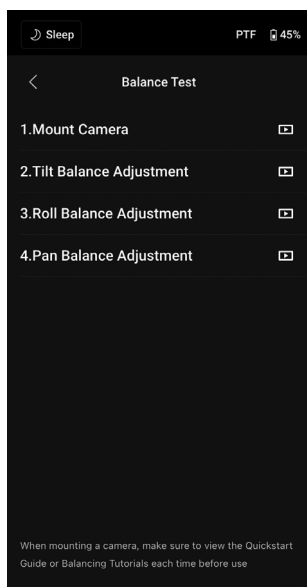 Sleep PTF 45%
Balance Test
1.Mount Camera
2.Tilt Balance Adjustment
3.Roll Balance Adjustment
4.Pan Balance Adjustment
When mounting a camera, make sure to view the Quickstart
Guide or Balancing Tutorials each time before use